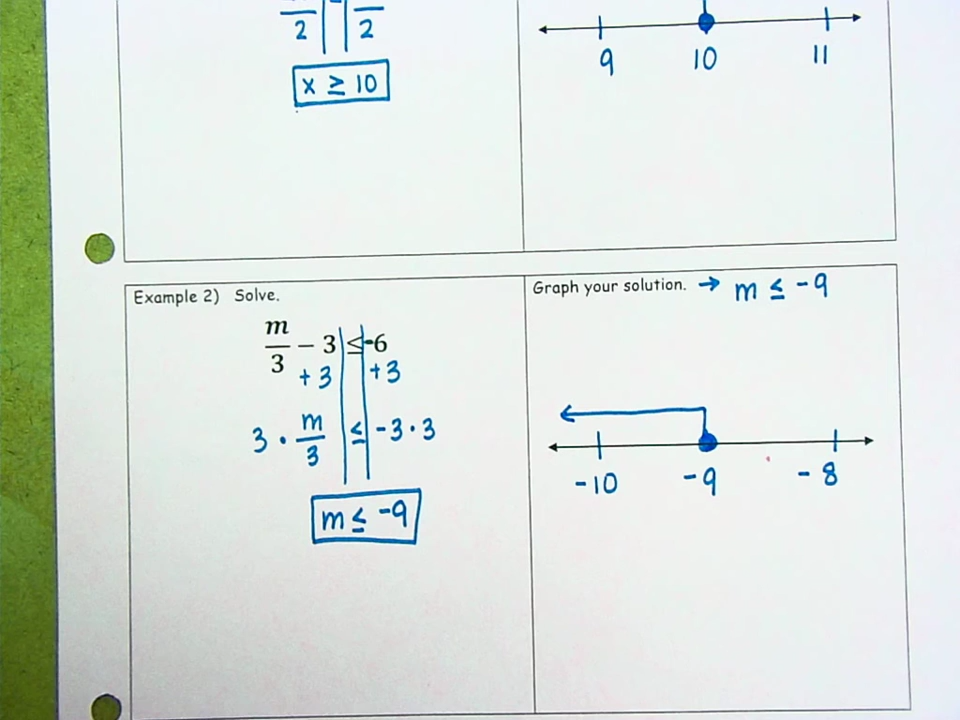 2 2
x ≥ 10
9 10 11
Example 2) Solve.
m/3 - 3 ≤ -6
+ 3 +3
3 · m/3 ≤ -3 · 3
m ≤ -9
Graph your solution. → m ≤ -9
-10 -9 -8